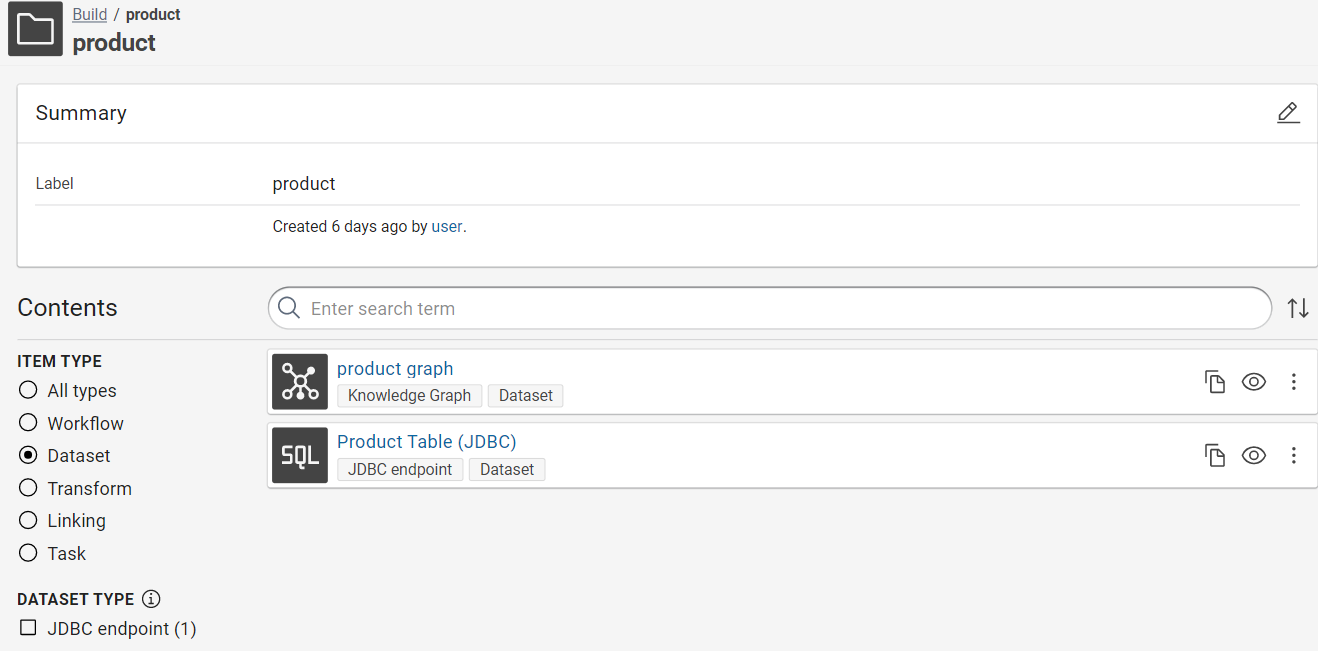 Build / product
product
Summary
Label
product
Created 6 days ago by user.
Contents
Enter search term
ITEM TYPE
All types
Workflow
Dataset
Transform
Linking
Task
DATASET TYPE
JDBC endpoint (1)
product graph
Knowledge Graph Dataset
SQL
Product Table (JDBC)
JDBC endpoint Dataset